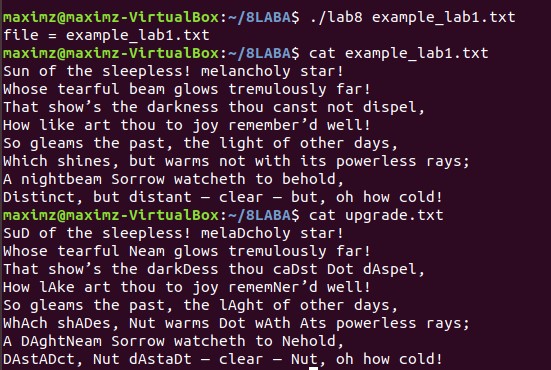 maximz@maximz-VirtualBox:~/8LABA$ ./lab8 example_lab1.txt
file = example_lab1.txt
maximz@maximz-VirtualBox:~/8LABA$ cat example_lab1.txt
Sun of the sleepless! melancholy star!
Whose tearful beam glows tremulously far!
That show’s the darkness thou canst not dispel,
How like art thou to joy remember’d well!
So gleams the past, the light of other days,
Which shines, but warms not with its powerless rays;
A nightbeam Sorrow watcheth to behold,
Distinct, but distant — clear — but, oh how cold!
maximz@maximz-VirtualBox:~/8LABA$ cat upgrade.txt
SuD of the sleepless! melaDcholy star!
Whose tearful Neam glows tremulously far!
That show’s the darkDess thou caDst Dot dAspel,
How lAke art thou to joy rememNer’d well!
So gleams the past, the lAght of other days,
WhAch shADes, Nut warms Dot wAth Ats powerless rays;
A DAghtNeam Sorrow watcheth to Nehold,
DAstADct, Nut dAstaDt — clear — Nut, oh how cold!